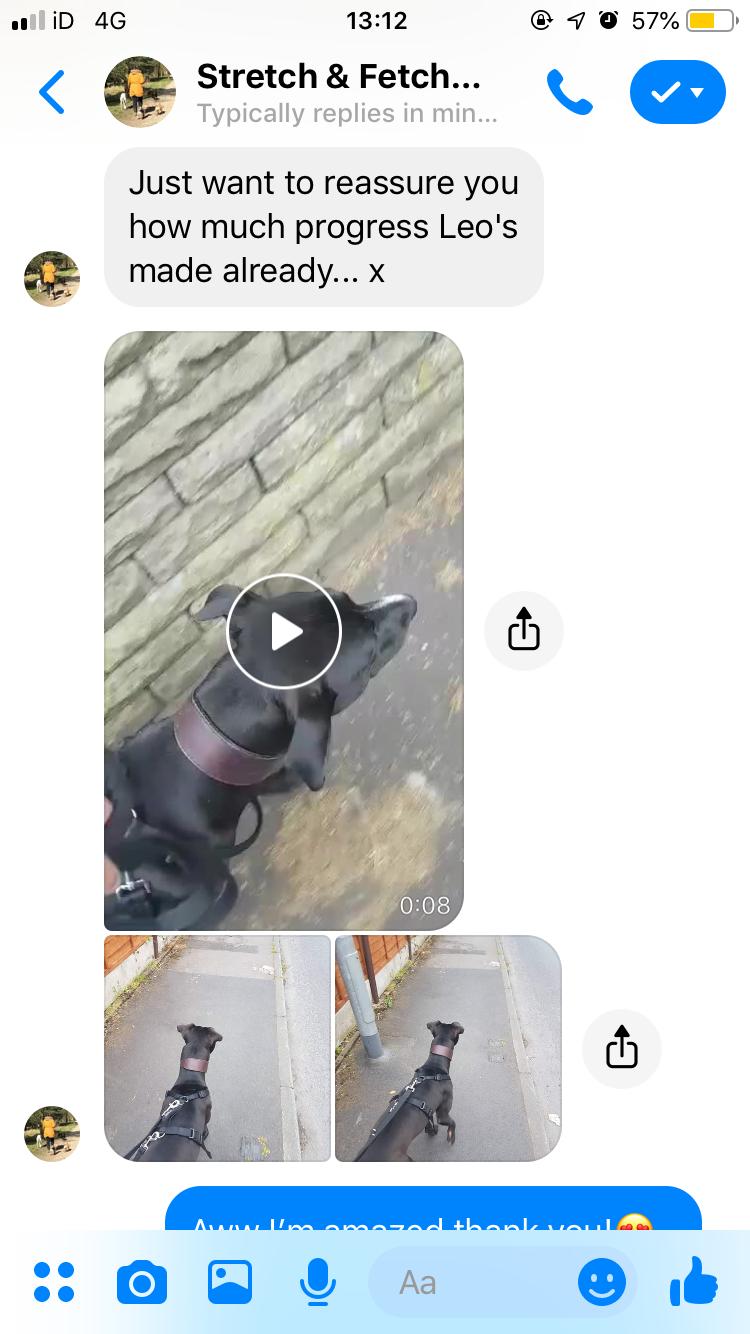 iD 4G 13:12 57%
Stretch & Fetch...
Typically replies in min...
Just want to reassure you
how much progress Leo's
made already... x
0:08
Aww I'm amazed thank you!😍
Aa